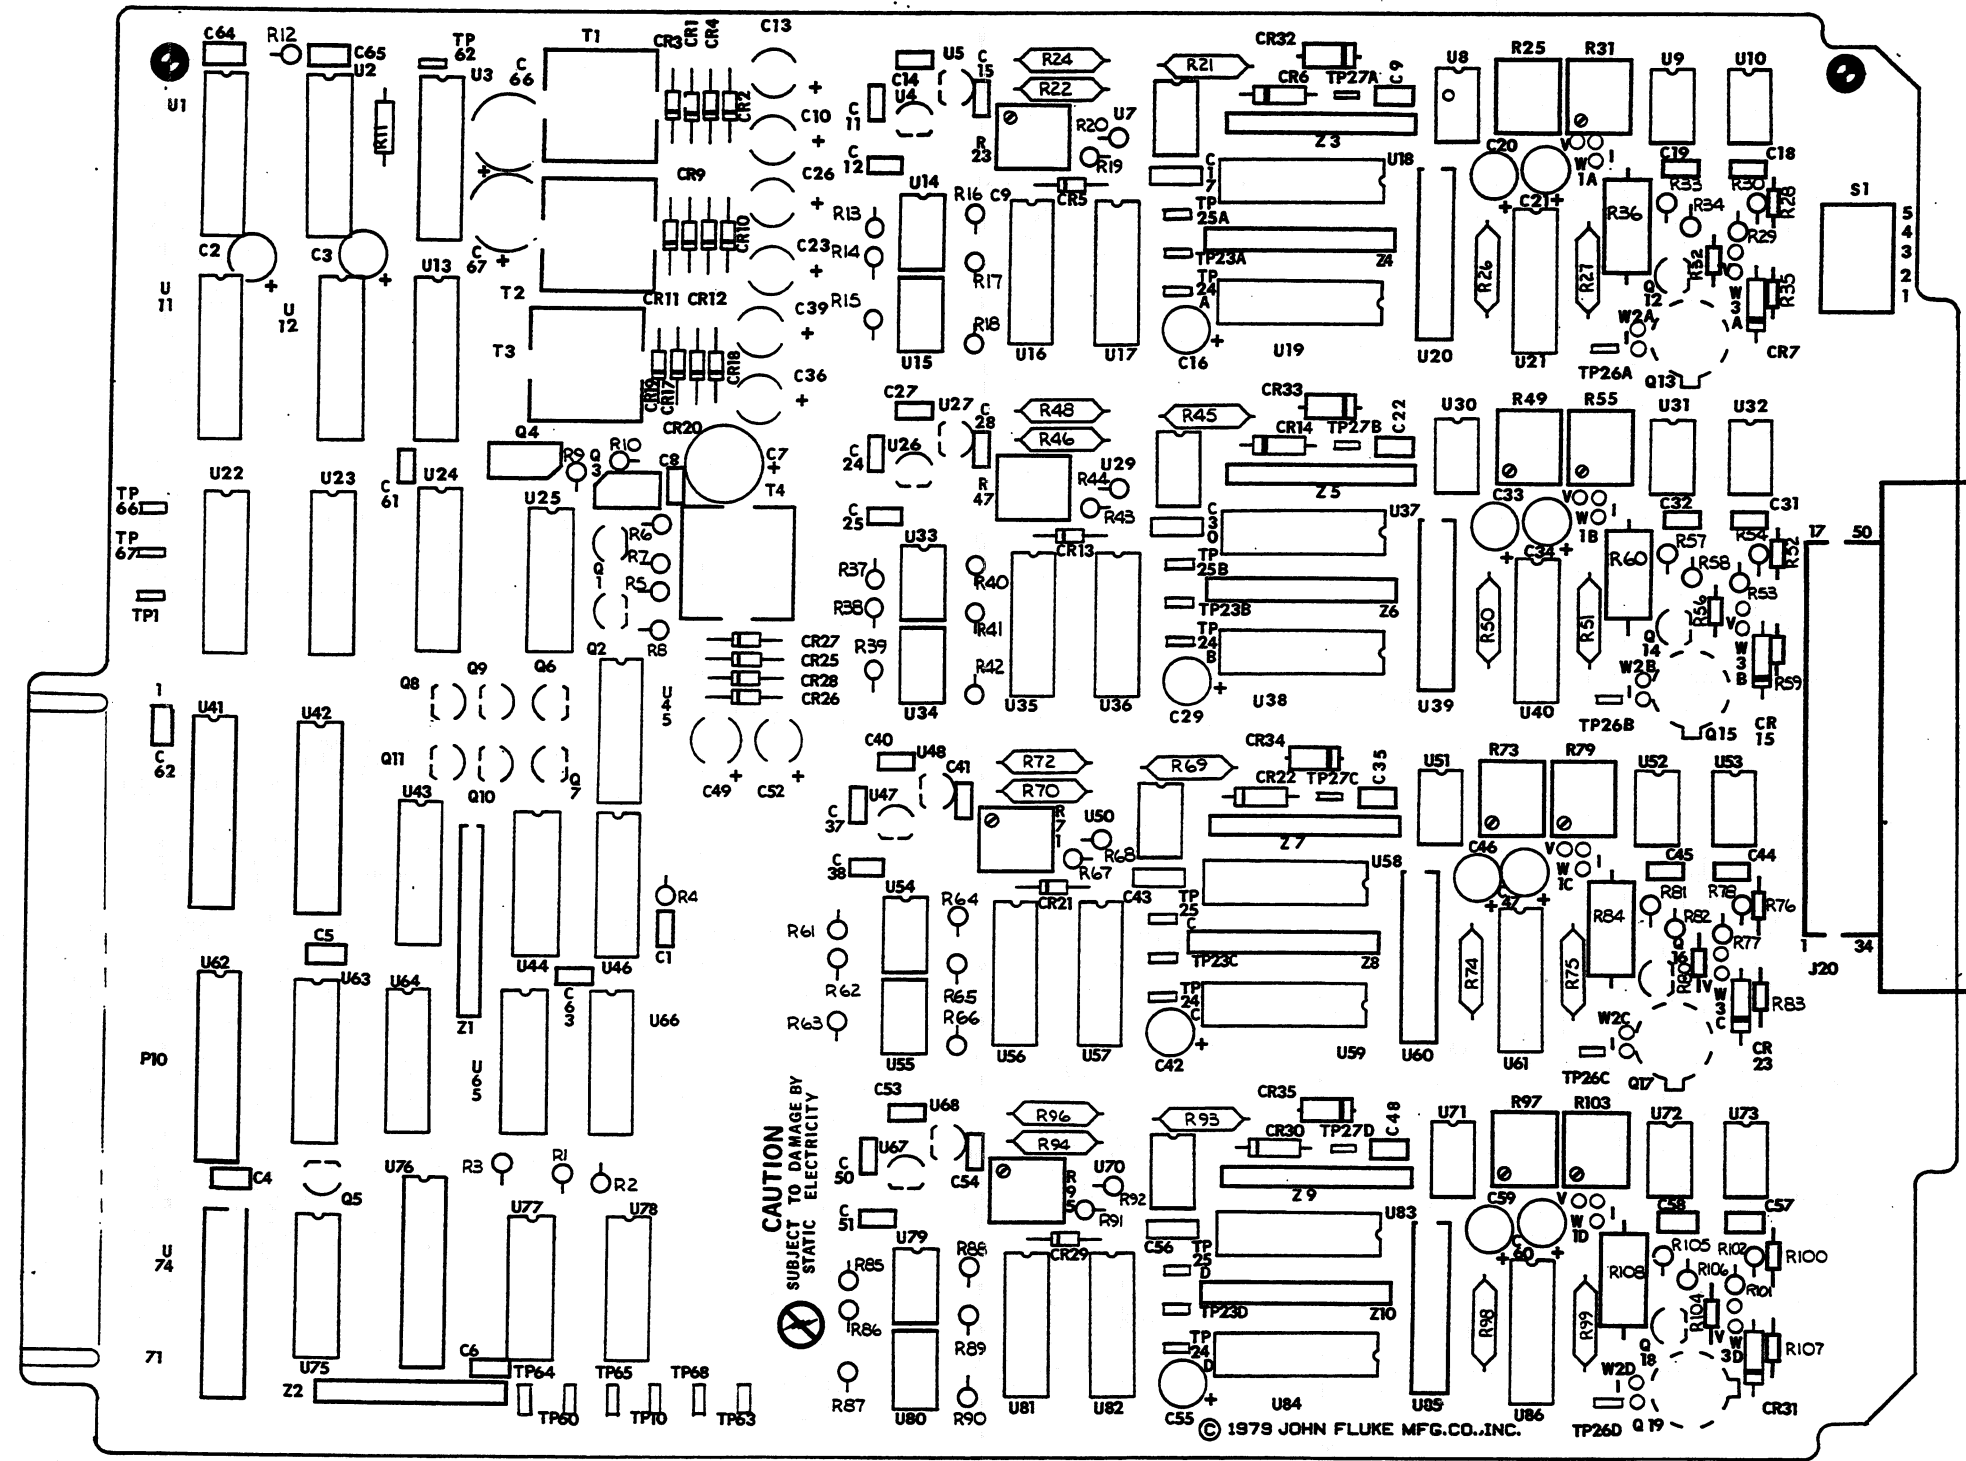 C64
R12
C65
TP
62
T1
CR3
CR1
CR4
C13
U5
C
15
R24
R21
CR32
CR6
TP27A
C9
U8
R25
R31
U9
U10
U1
U2
U3
C
66
R11
CR2
C10
C14
U4
C
11
C
12
R22
R
23
R20
U7
R19
Z3
C20
V
I
W
1A
C19
C18
CR9
C26
U14
R16
C9
CR5
C
17
U18
C21
R36
R33
R30
R28
S1
5
4
3
2
1
C2
C3
C
67
CR10
C23
R13
R14
R17
TP
25A
TP23A
Z4
R26
R27
R34
R29
R32
V
U
11
U
12
U13
T2
CR11
CR12
C39
R15
R18
TP
24
A
Q
12
W
3
A
R35
T3
CR18
CR19
CR17
C36
U15
U16
U17
C16
U19
U20
U21
W2A
TP26A
Q13
CR7
CR20
C27
U27
C
28
R48
R45
CR33
CR14
TP27B
C22
U30
R49
R55
U31
U32
Q4
R9
R10
Q
3
C8
C7
T4
C
24
U26
C
25
R46
R
47
R44
U29
R43
Z5
C33
V
W
1B
C32
C31
TP
66
TP
67
TP1
U22
U23
C
61
U24
U25
R6
R7
R5
Q
1
R8
Q2
U33
CR13
C
30
U37
C34
R60
R57
R54
R52
17
50
R37
R38
R40
R41
TP
25B
TP23B
Z6
R50
R51
R58
R53
R56
V
CR27
CR25
CR28
CR26
R39
R42
TP
24
B
Q
14
W
3
B
R59
1
C
62
U41
U42
Q8
Q9
Q6
U
45
U34
U35
U36
C29
U38
U39
U40
W2B
TP26B
Q15
CR
15
Q11
Q10
Q
7
C49
C52
C40
U48
C41
R72
R69
CR34
CR22
TP27C
C35
U51
R73
R79
U52
U53
U43
C
37
U47
C
38
R70
R
7
1
U50
R68
R67
Z7
C46
V
I
W
1C
C45
C44
R4
C1
U54
R64
CR21
C43
U58
C
47
R84
R81
R78
R76
C5
R61
R62
R65
TP
25
C
TP23C
Z8
R74
R75
R82
R77
Q
16
1
34
J20
U62
U63
U64
U44
U46
C
63
Z1
U66
R63
R66
TP
24
C
IV
W
3
C
R83
P10
U
65
U55
U56
U57
C42
U59
U60
U61
W2C
TP26C
Q17
CR
23
CAUTION
SUBJECT TO DAMAGE BY
STATIC ELECTRICITY
C53
U68
R96
R93
CR35
CR30
TP27D
C48
U71
R97
R103
U72
U73
C4
Q5
U76
R3
R1
R2
C
50
U67
C54
C
51
R94
R95
U70
R92
R91
Z9
C59
V
I
W
1D
C58
C57
U
74
U77
U78
U79
R88
CR29
C56
U83
C
60
R108
R105
R102
R100
R85
R86
R89
TP
25
D
TP23D
Z10
R98
R99
R106
R101
R104
71
U75
C6
Z2
TP64
TP65
TP68
TP60
TP10
TP63
R87
R90
TP
24
D
Q
18
V
W
3D
R107
U80
U81
U82
C55
U84
U85
U86
W2D
TP26D
Q19
CR31
© 1979 JOHN FLUKE MFG.CO.,INC.